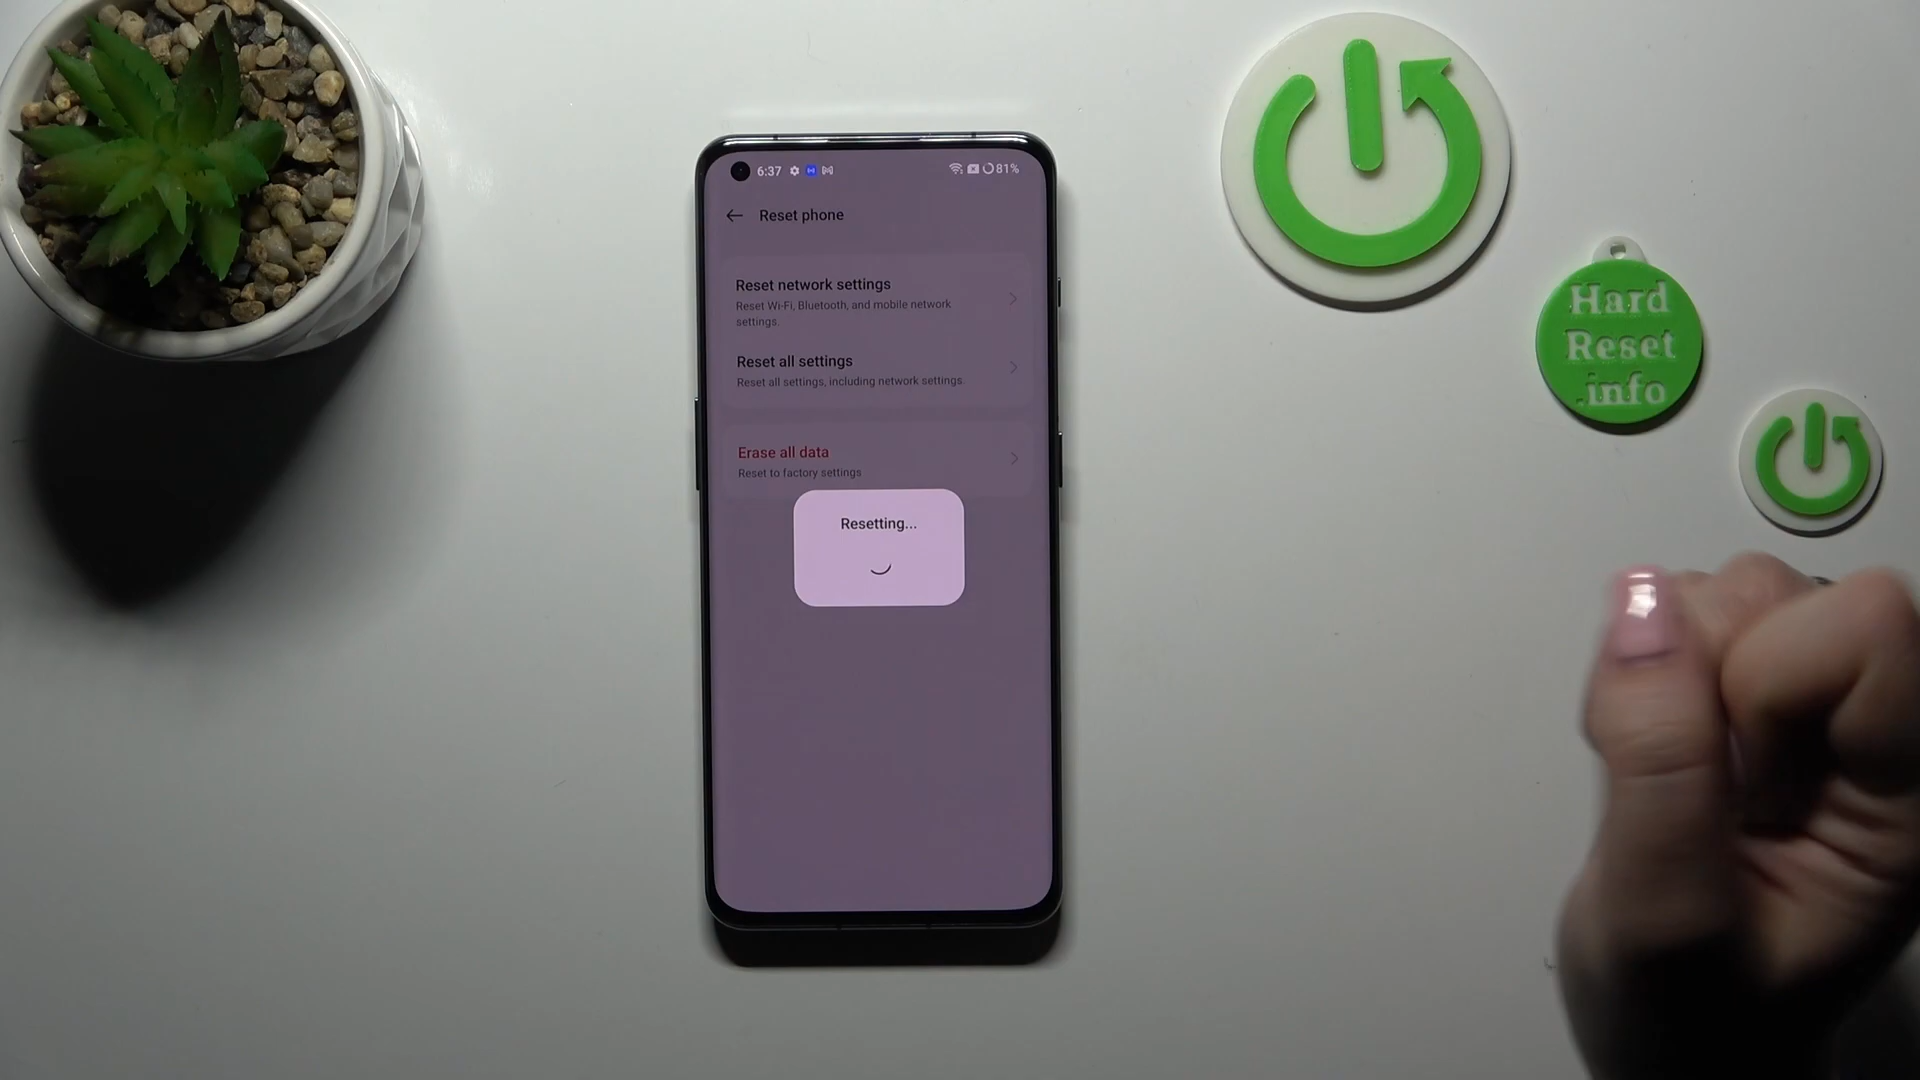 6:37
81%
Reset phone
Reset network settings
Reset Wi-Fi, Bluetooth, and mobile network
settings.
Reset all settings
Reset all settings, including network settings.
Erase all data
Reset to factory settings
Resetting...
Hard
Reset
.info